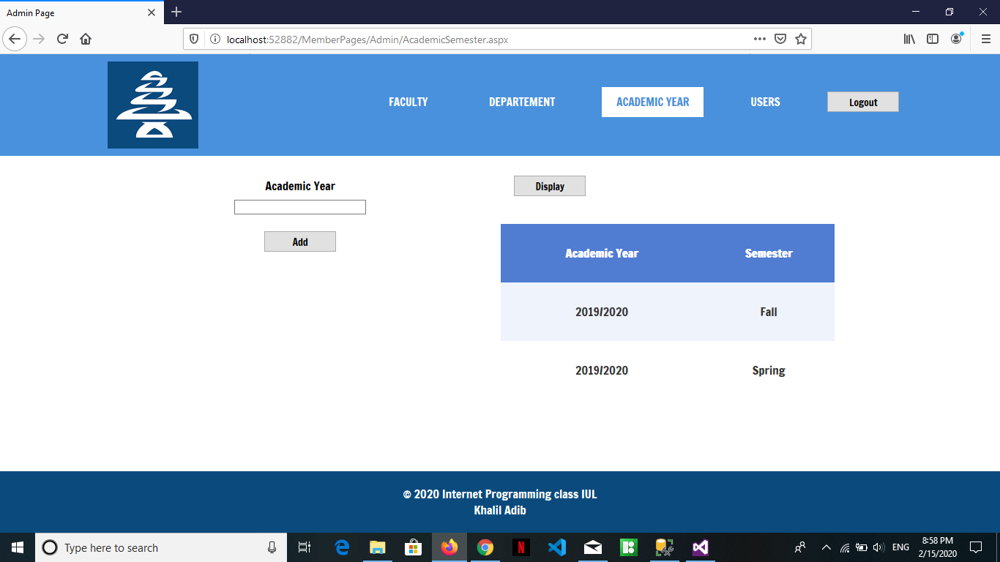 Admin Page
localhost:52882/MemberPages/Admin/AcademicSemester.aspx
FACULTY DEPARTEMENT ACADEMIC YEAR USERS Logout
Academic Year
Display
Add
Academic Year Semester
2019/2020 Fall
2019/2020 Spring
© 2020 Internet Programming class IUL
Khalil Adib
Type here to search
N
ENG
8:58 PM
2/15/2020